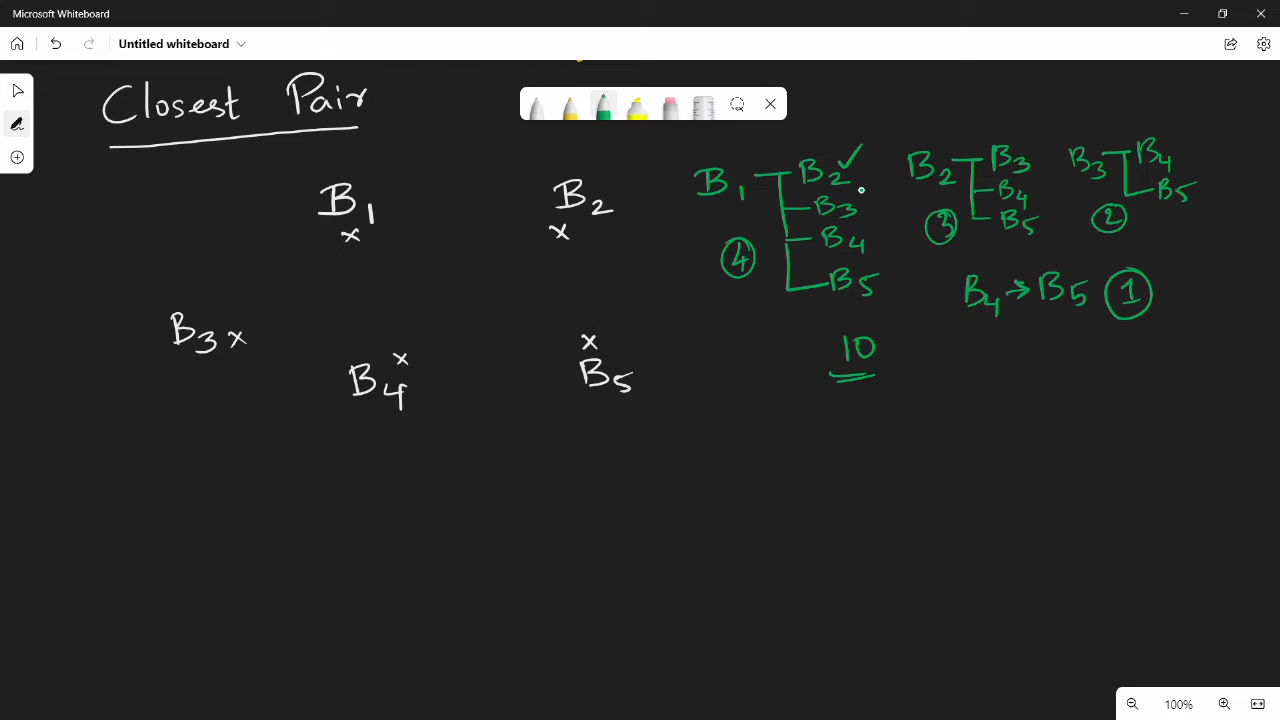 Microsoft Whiteboard
Untitled whiteboard
Closest Pair
B1
x
B2
x
B3 x
x
B4
x
B5
B1 B2 ✓
B3
B4
B5
④
B2 B3
B4
B5
③
B3 B4
B5
②
B4 → B5 ①
10
100%